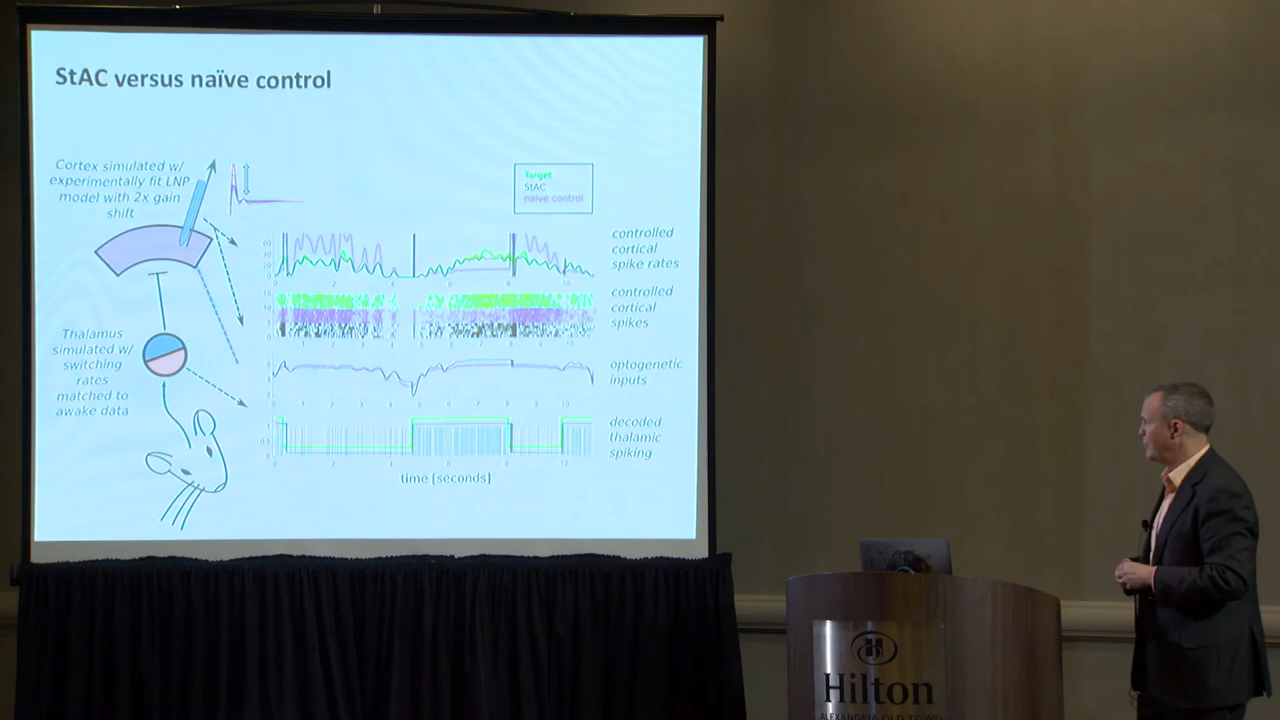 StAC versus naïve control
Cortex simulated w/
experimentally fit LNP
model with 2x gain
shift
Target
StAC
naive control
controlled
cortical
spike rates
controlled
cortical
spikes
Thalamus
simulated w/
switching
rates
matched to
awake data
optogenetic
inputs
decoded
thalamic
spiking
time [seconds]
Hilton